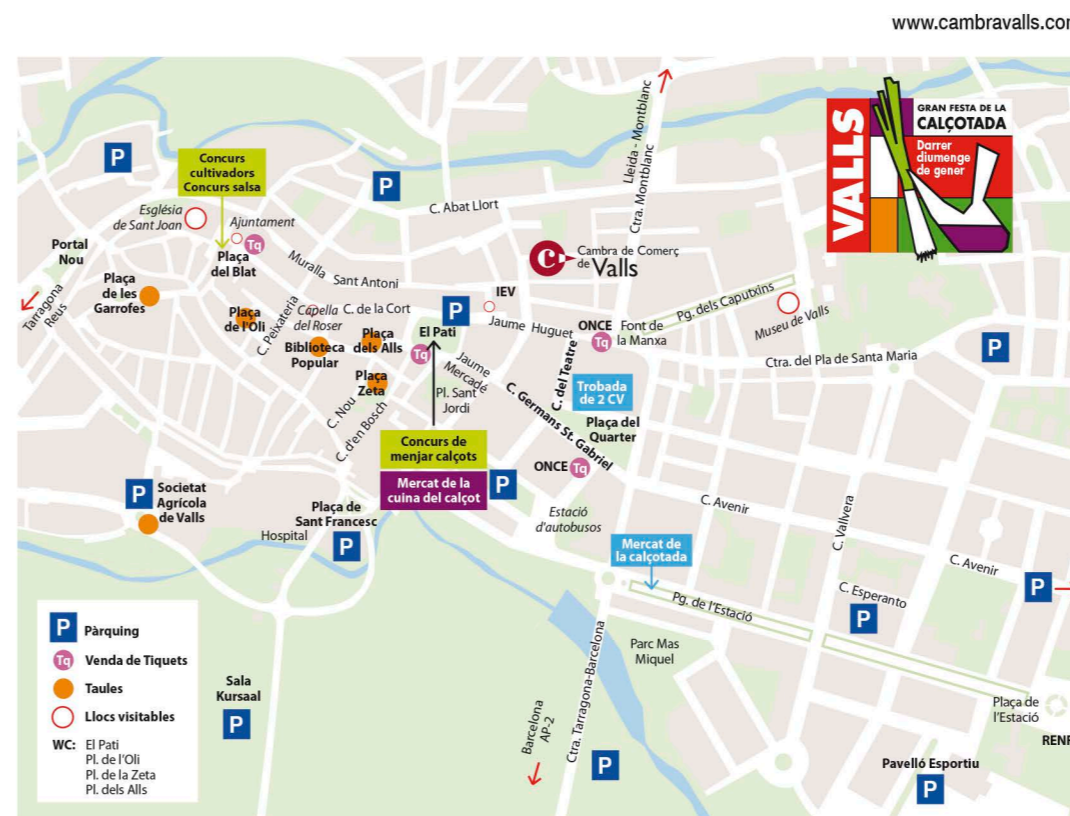 www.cambravalls.cor
VALLS
GRAN FESTA DE LA
CALÇOTADA
Darrer
diumenge
de gener
P
Concurs
cultivadors
Concurs salsa
P
Lleida - Montblanc
Ctra. Montblanc
C. Abat Llort
Església
de Sant Joan
Ajuntament
Tq
Portal
Nou
Plaça
del Blat
Muralla Sant Antoni
C
Cambra de Comerç
de Valls
Tarragona
Reus
Plaça
de les
Garrofes
Plaça
de l'Oli
C. Peixateria
Capella
del Roser
C. de la Cort
P
IEV
Jaume Huguet
ONCE
Tq
Font de
la Manxa
Pg. dels Caputxins
Museu de Valls
Biblioteca
Popular
Plaça
dels Alls
El Pati
Tq
Jaume
Mercadé
C. del Teatre
Ctra. del Pla de Santa Maria
P
Plaça
Zeta
Pl. Sant
Jordi
C. Germans St. Gabriel
Trobada
de 2 CV
C. Nou
C. d'en Bosch
Plaça del
Quarter
Concurs de
menjar calçots
Mercat de la
cuina del calçot
P
ONCE
Tq
P
Societat
Agrícola
de Valls
Plaça de
Sant Francesc
Hospital
P
Estació
d'autobusos
C. Avenir
C. Vallvera
Mercat de
la calçotada
C. Avenir
P
Pg. de l'Estació
C. Esperanto
P
Parc Mas
Miquel
Ctra. Tarragona-Barcelona
Barcelona
AP-2
P
Sala
Kursaal
P
Plaça de
l'Estació
RENF
Pavelló Esportiu
P
P Pàrquing
Tq Venda de Tiquets
Taules
Llocs visitables
WC: El Pati
Pl. de l'Oli
Pl. de la Zeta
Pl. dels Alls